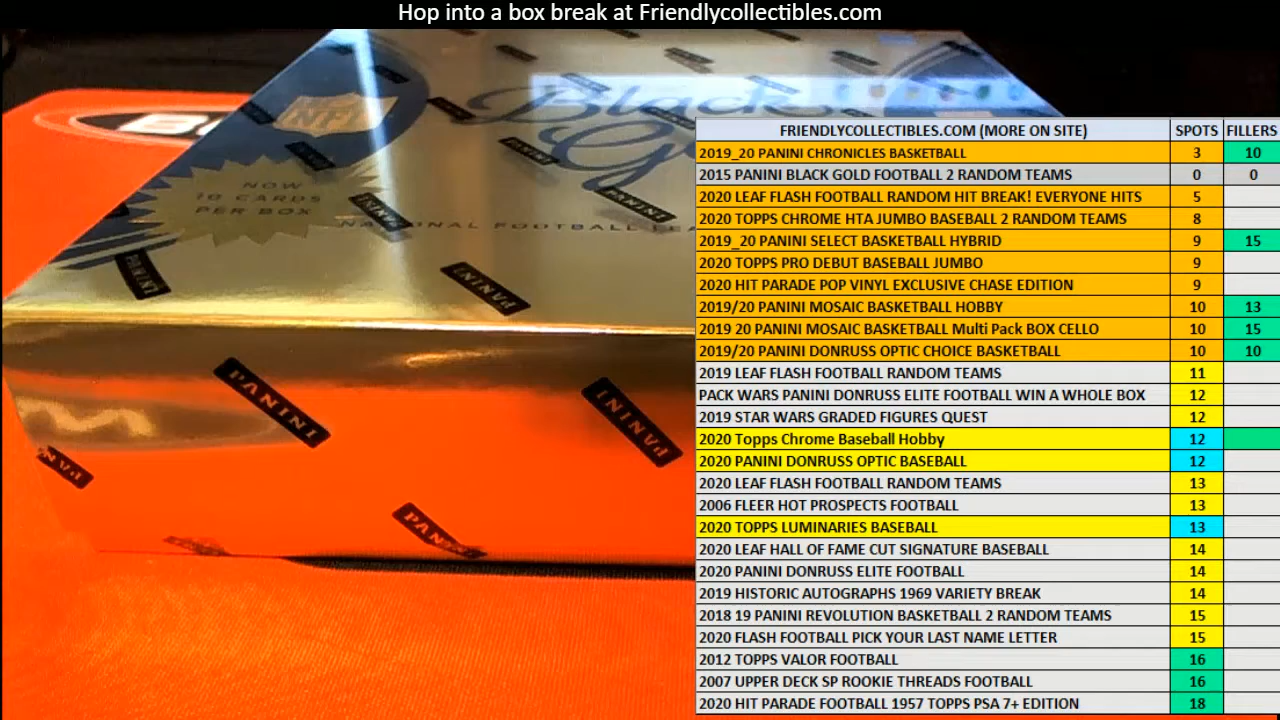 Hop into a box break at Friendlycollectibles.com
NFL
Black
G
NOW
10 CARDS
PER BOX
NATIONAL FOOTBALL LEA
PANINI
PANINI
PANINI
PANINI
PANINI
PANINI
PANINI
FRIENDLYCOLLECTIBLES.COM (MORE ON SITE) SPOTS FILLERS
2019_20 PANINI CHRONICLES BASKETBALL 3 10
2015 PANINI BLACK GOLD FOOTBALL 2 RANDOM TEAMS 0 0
2020 LEAF FLASH FOOTBALL RANDOM HIT BREAK! EVERYONE HITS 5
2020 TOPPS CHROME HTA JUMBO BASEBALL 2 RANDOM TEAMS 8
2019_20 PANINI SELECT BASKETBALL HYBRID 9 15
2020 TOPPS PRO DEBUT BASEBALL JUMBO 9
2020 HIT PARADE POP VINYL EXCLUSIVE CHASE EDITION 9
2019/20 PANINI MOSAIC BASKETBALL HOBBY 10 13
2019 20 PANINI MOSAIC BASKETBALL Multi Pack BOX CELLO 10 15
2019/20 PANINI DONRUSS OPTIC CHOICE BASKETBALL 10 10
2019 LEAF FLASH FOOTBALL RANDOM TEAMS 11
PACK WARS PANINI DONRUSS ELITE FOOTBALL WIN A WHOLE BOX 12
2019 STAR WARS GRADED FIGURES QUEST 12
2020 Topps Chrome Baseball Hobby 12
2020 PANINI DONRUSS OPTIC BASEBALL 12
2020 LEAF FLASH FOOTBALL RANDOM TEAMS 13
2006 FLEER HOT PROSPECTS FOOTBALL 13
2020 TOPPS LUMINARIES BASEBALL 13
2020 LEAF HALL OF FAME CUT SIGNATURE BASEBALL 14
2020 PANINI DONRUSS ELITE FOOTBALL 14
2019 HISTORIC AUTOGRAPHS 1969 VARIETY BREAK 14
2018 19 PANINI REVOLUTION BASKETBALL 2 RANDOM TEAMS 15
2020 FLASH FOOTBALL PICK YOUR LAST NAME LETTER 15
2012 TOPPS VALOR FOOTBALL 16
2007 UPPER DECK SP ROOKIE THREADS FOOTBALL 16
2020 HIT PARADE FOOTBALL 1957 TOPPS PSA 7+ EDITION 18